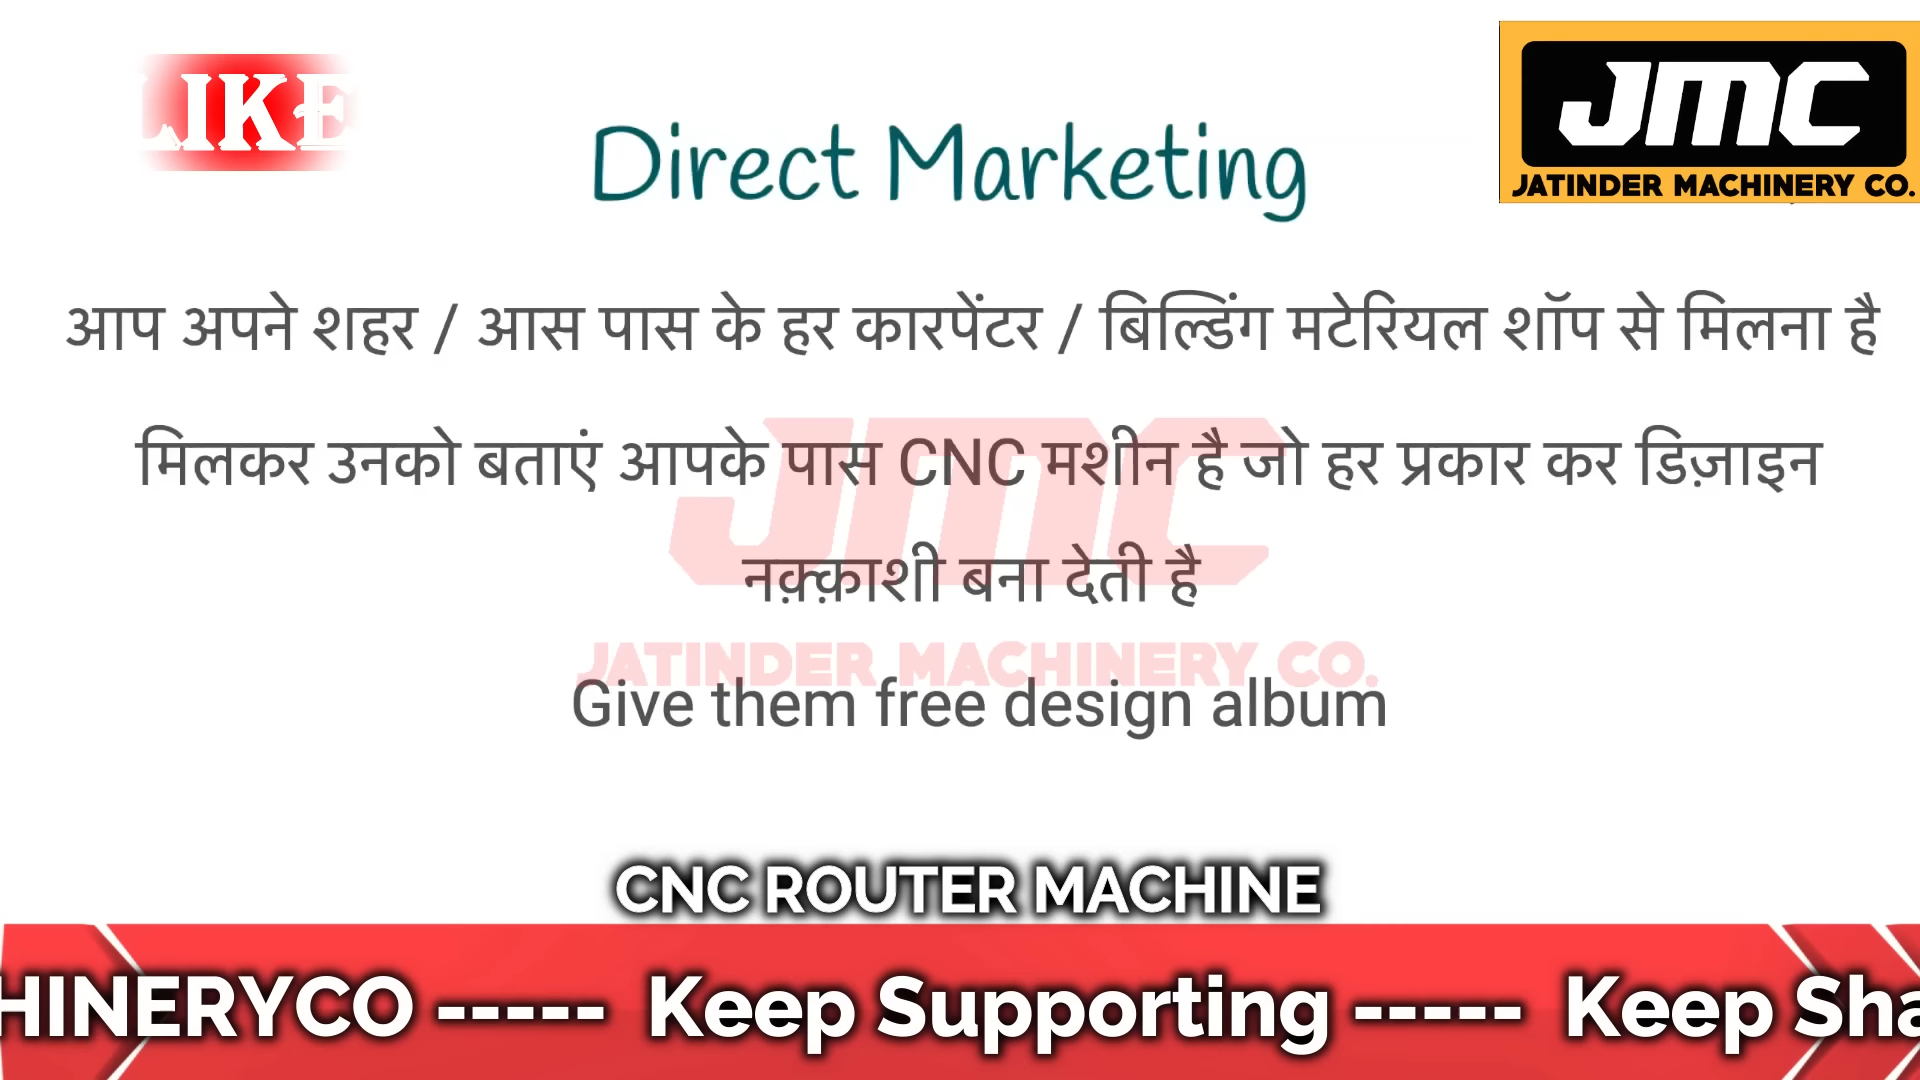 LIKE
JMC
JATINDER MACHINERY CO.
Direct Marketing
आप अपने शहर / आस पास के हर कारपेंटर / बिल्डिंग मटेरियल शॉप से मिलना है
मिलकर उनको बताएं आपके पास CNC मशीन है जो हर प्रकार कर डिज़ाइन
नक़्क़ाशी बना देती है
JMC
JATINDER MACHINERY CO.
Give them free design album
CNC ROUTER MACHINE
HINERYCO ----- Keep Supporting ----- Keep Sha